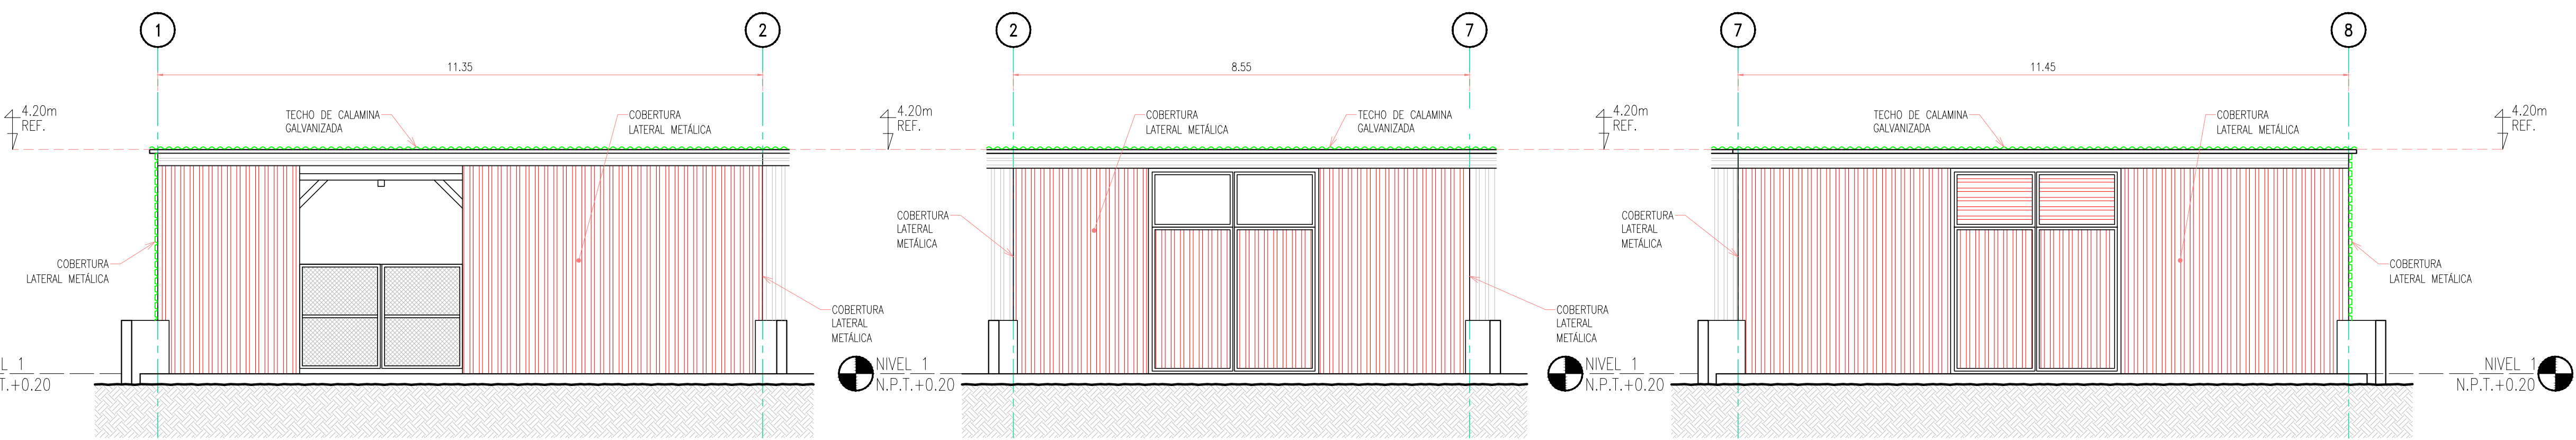 1
2
2
7
7
8
11.35
8.55
11.45
4.20m
REF.
TECHO DE CALAMINA
GALVANIZADA
COBERTURA
LATERAL METÁLICA
4.20m
REF.
COBERTURA
LATERAL METÁLICA
TECHO DE CALAMINA
GALVANIZADA
4.20m
REF.
TECHO DE CALAMINA
GALVANIZADA
COBERTURA
LATERAL METÁLICA
4.20m
REF.
COBERTURA
LATERAL METÁLICA
COBERTURA
LATERAL
METÁLICA
COBERTURA
LATERAL
METÁLICA
COBERTURA
LATERAL
METÁLICA
COBERTURA
LATERAL
METÁLICA
COBERTURA
LATERAL METÁLICA
L 1
T.+0.20
NIVEL 1
N.P.T.+0.20
NIVEL 1
N.P.T.+0.20
NIVEL 1
N.P.T.+0.20